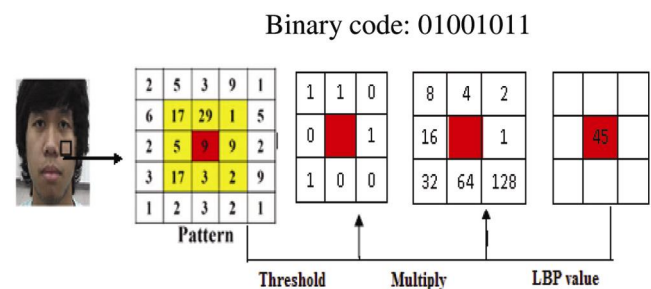 Binary code: 01001011
2 5 3 9 1
6 17 29 1 5
2 5 9 9 2
3 17 3 2 9
1 2 3 2 1
Pattern
1 1 0
0 1
1 0 0
8 4 2
16 1
32 64 128
45
Threshold Multiply LBP value